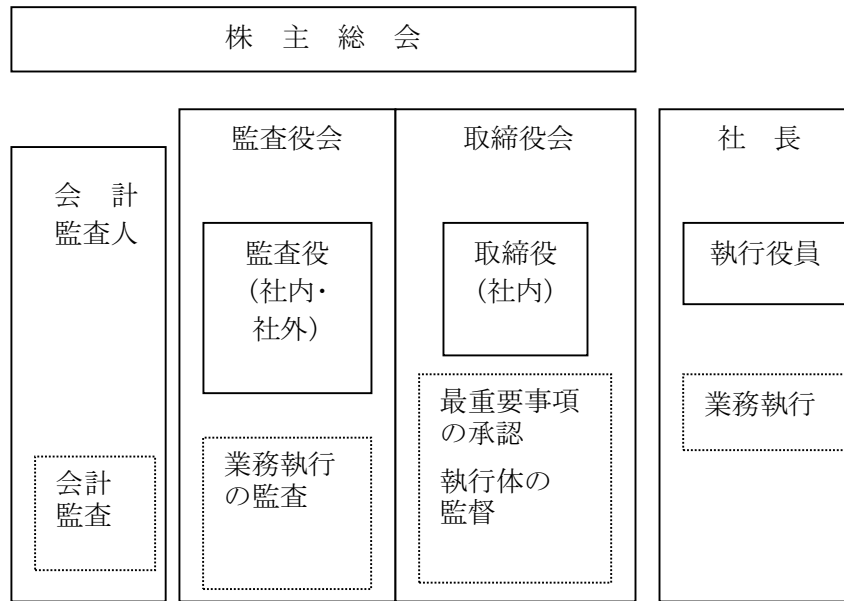 株 主 総 会
会 計
監査人
会計
監査
監査役会
監査役
(社内・
社外)
業務執行
の監査
取締役会
取締役
(社内)
最重要事項
の承認
執行体の
監督
社 長
執行役員
業務執行